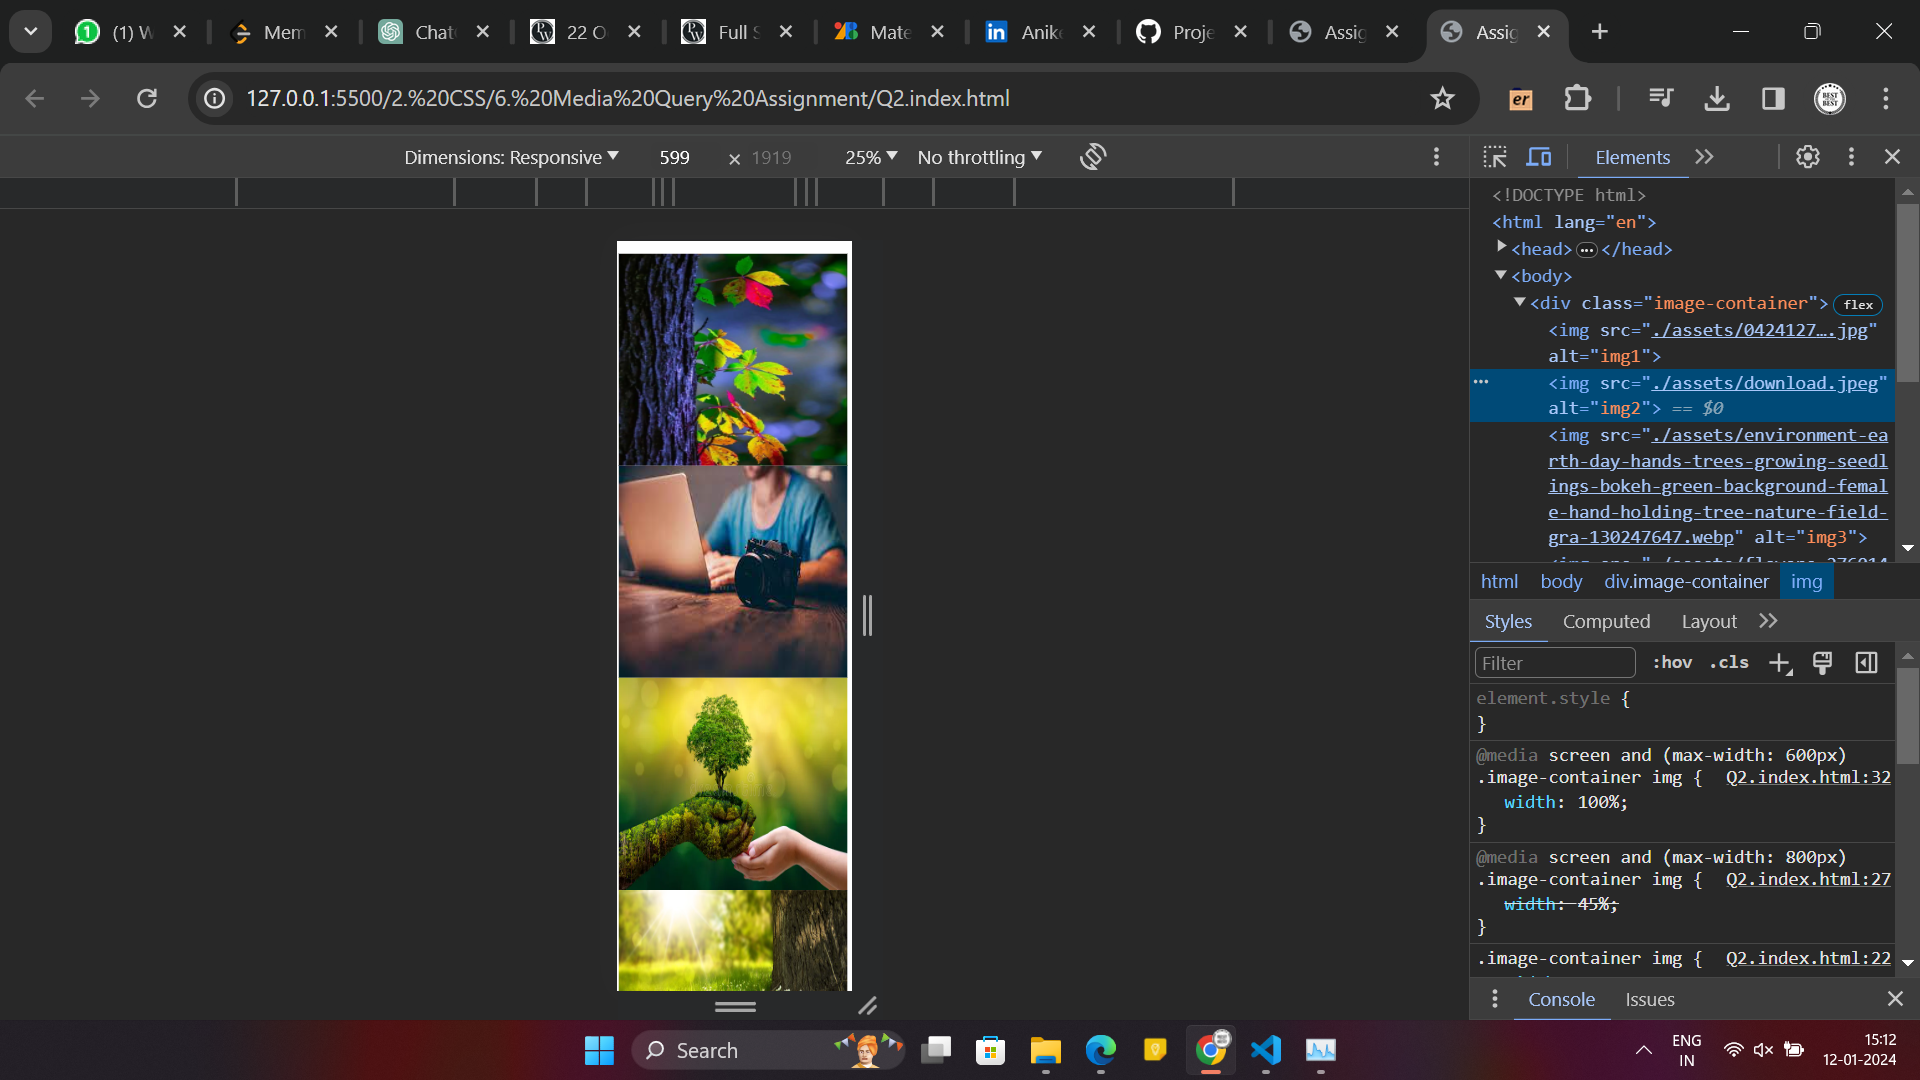 (1) W
Mem
Chat
22 O
Full S
Mate
Anike
Proje
Assig
Assig
127.0.0.1:5500/2.%20CSS/6.%20Media%20Query%20Assignment/Q2.index.html
er
Dimensions: Responsive
599 × 1919
25%
No throttling
Elements
<!DOCTYPE html>
<html lang="en">
<head> … </head>
<body>
<div class="image-container"> flex
<img src="./assets/0424127….jpg"
alt="img1">
<img src="./assets/download.jpeg"
alt="img2"> == $0
<img src="./assets/environment-ea
rth-day-hands-trees-growing-seedl
ings-bokeh-green-background-femal
e-hand-holding-tree-nature-field-
gra-130247647.webp" alt="img3">
html body div.image-container img
Styles Computed Layout
Filter :hov .cls
element.style {
}
@media screen and (max-width: 600px)
.image-container img { Q2.index.html:32
width: 100%;
}
@media screen and (max-width: 800px)
.image-container img { Q2.index.html:27
width: 45%;
}
.image-container img { Q2.index.html:22
Console Issues
Search
ENG
IN
15:12
12-01-2024